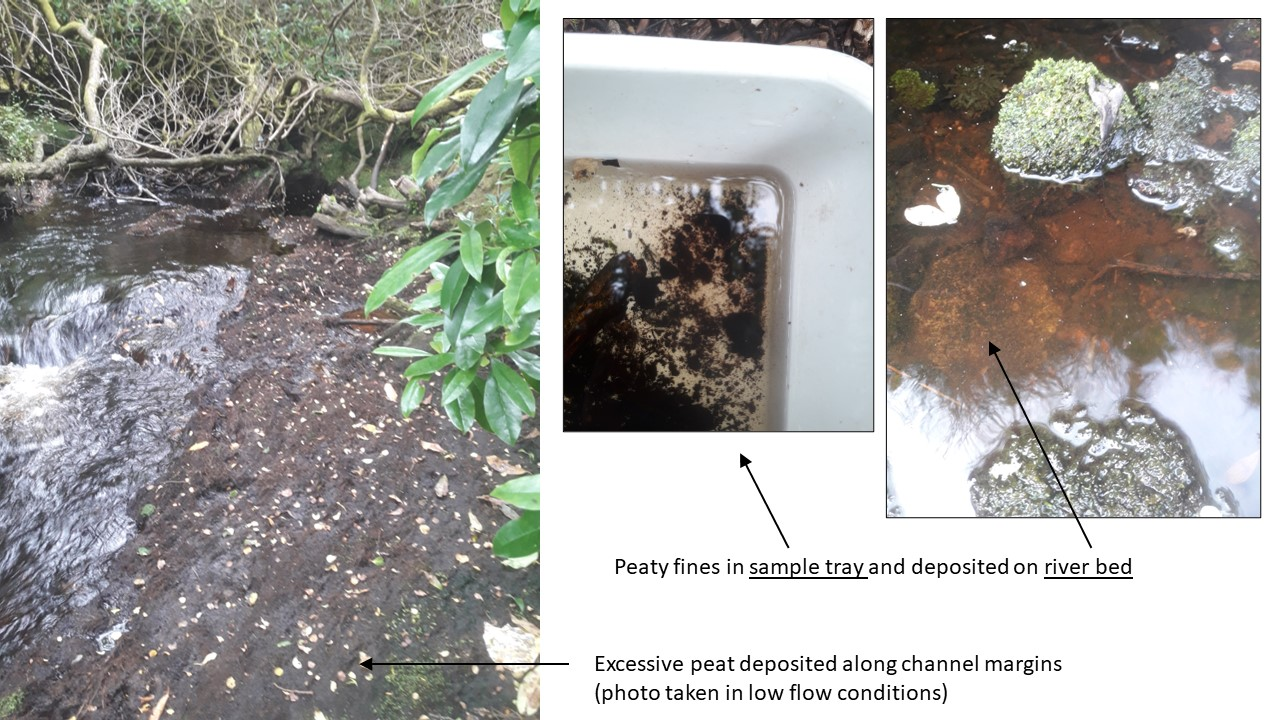 Peaty fines in sample tray and deposited on river bed
Excessive peat deposited along channel margins
(photo taken in low flow conditions)